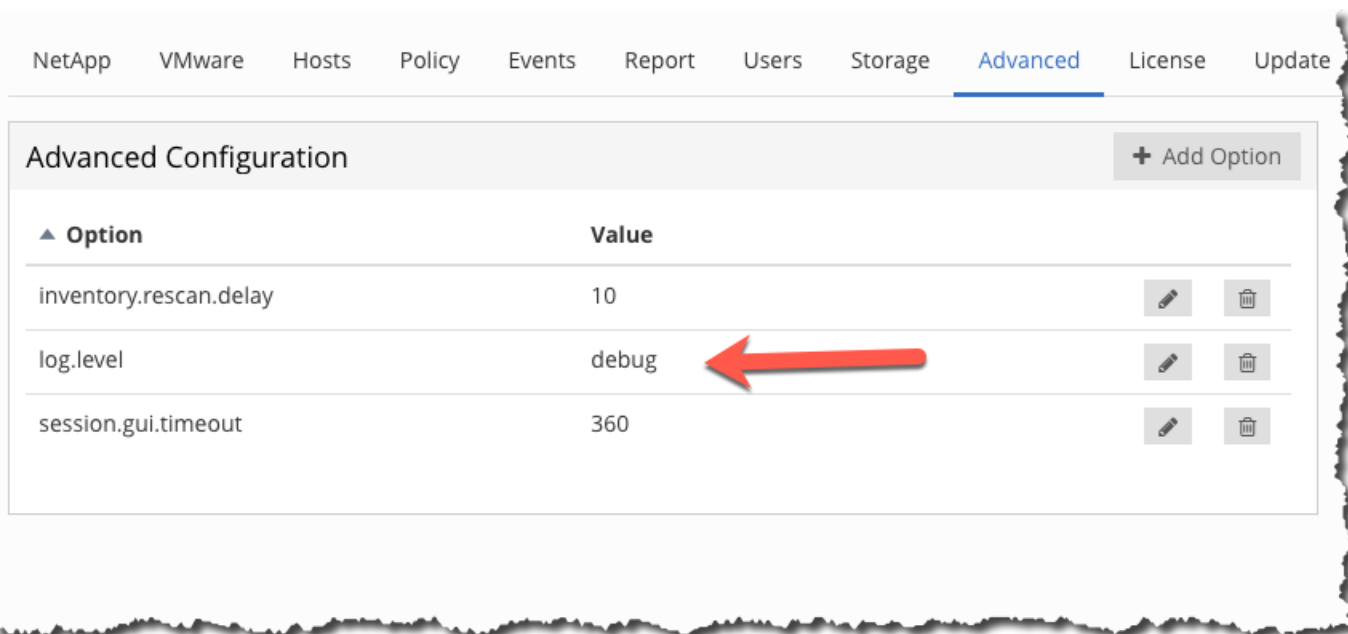 NetApp VMware Hosts Policy Events Report Users Storage Advanced License Update
Advanced Configuration + Add Option
Option Value
inventory.rescan.delay 10
log.level debug
session.gui.timeout 360